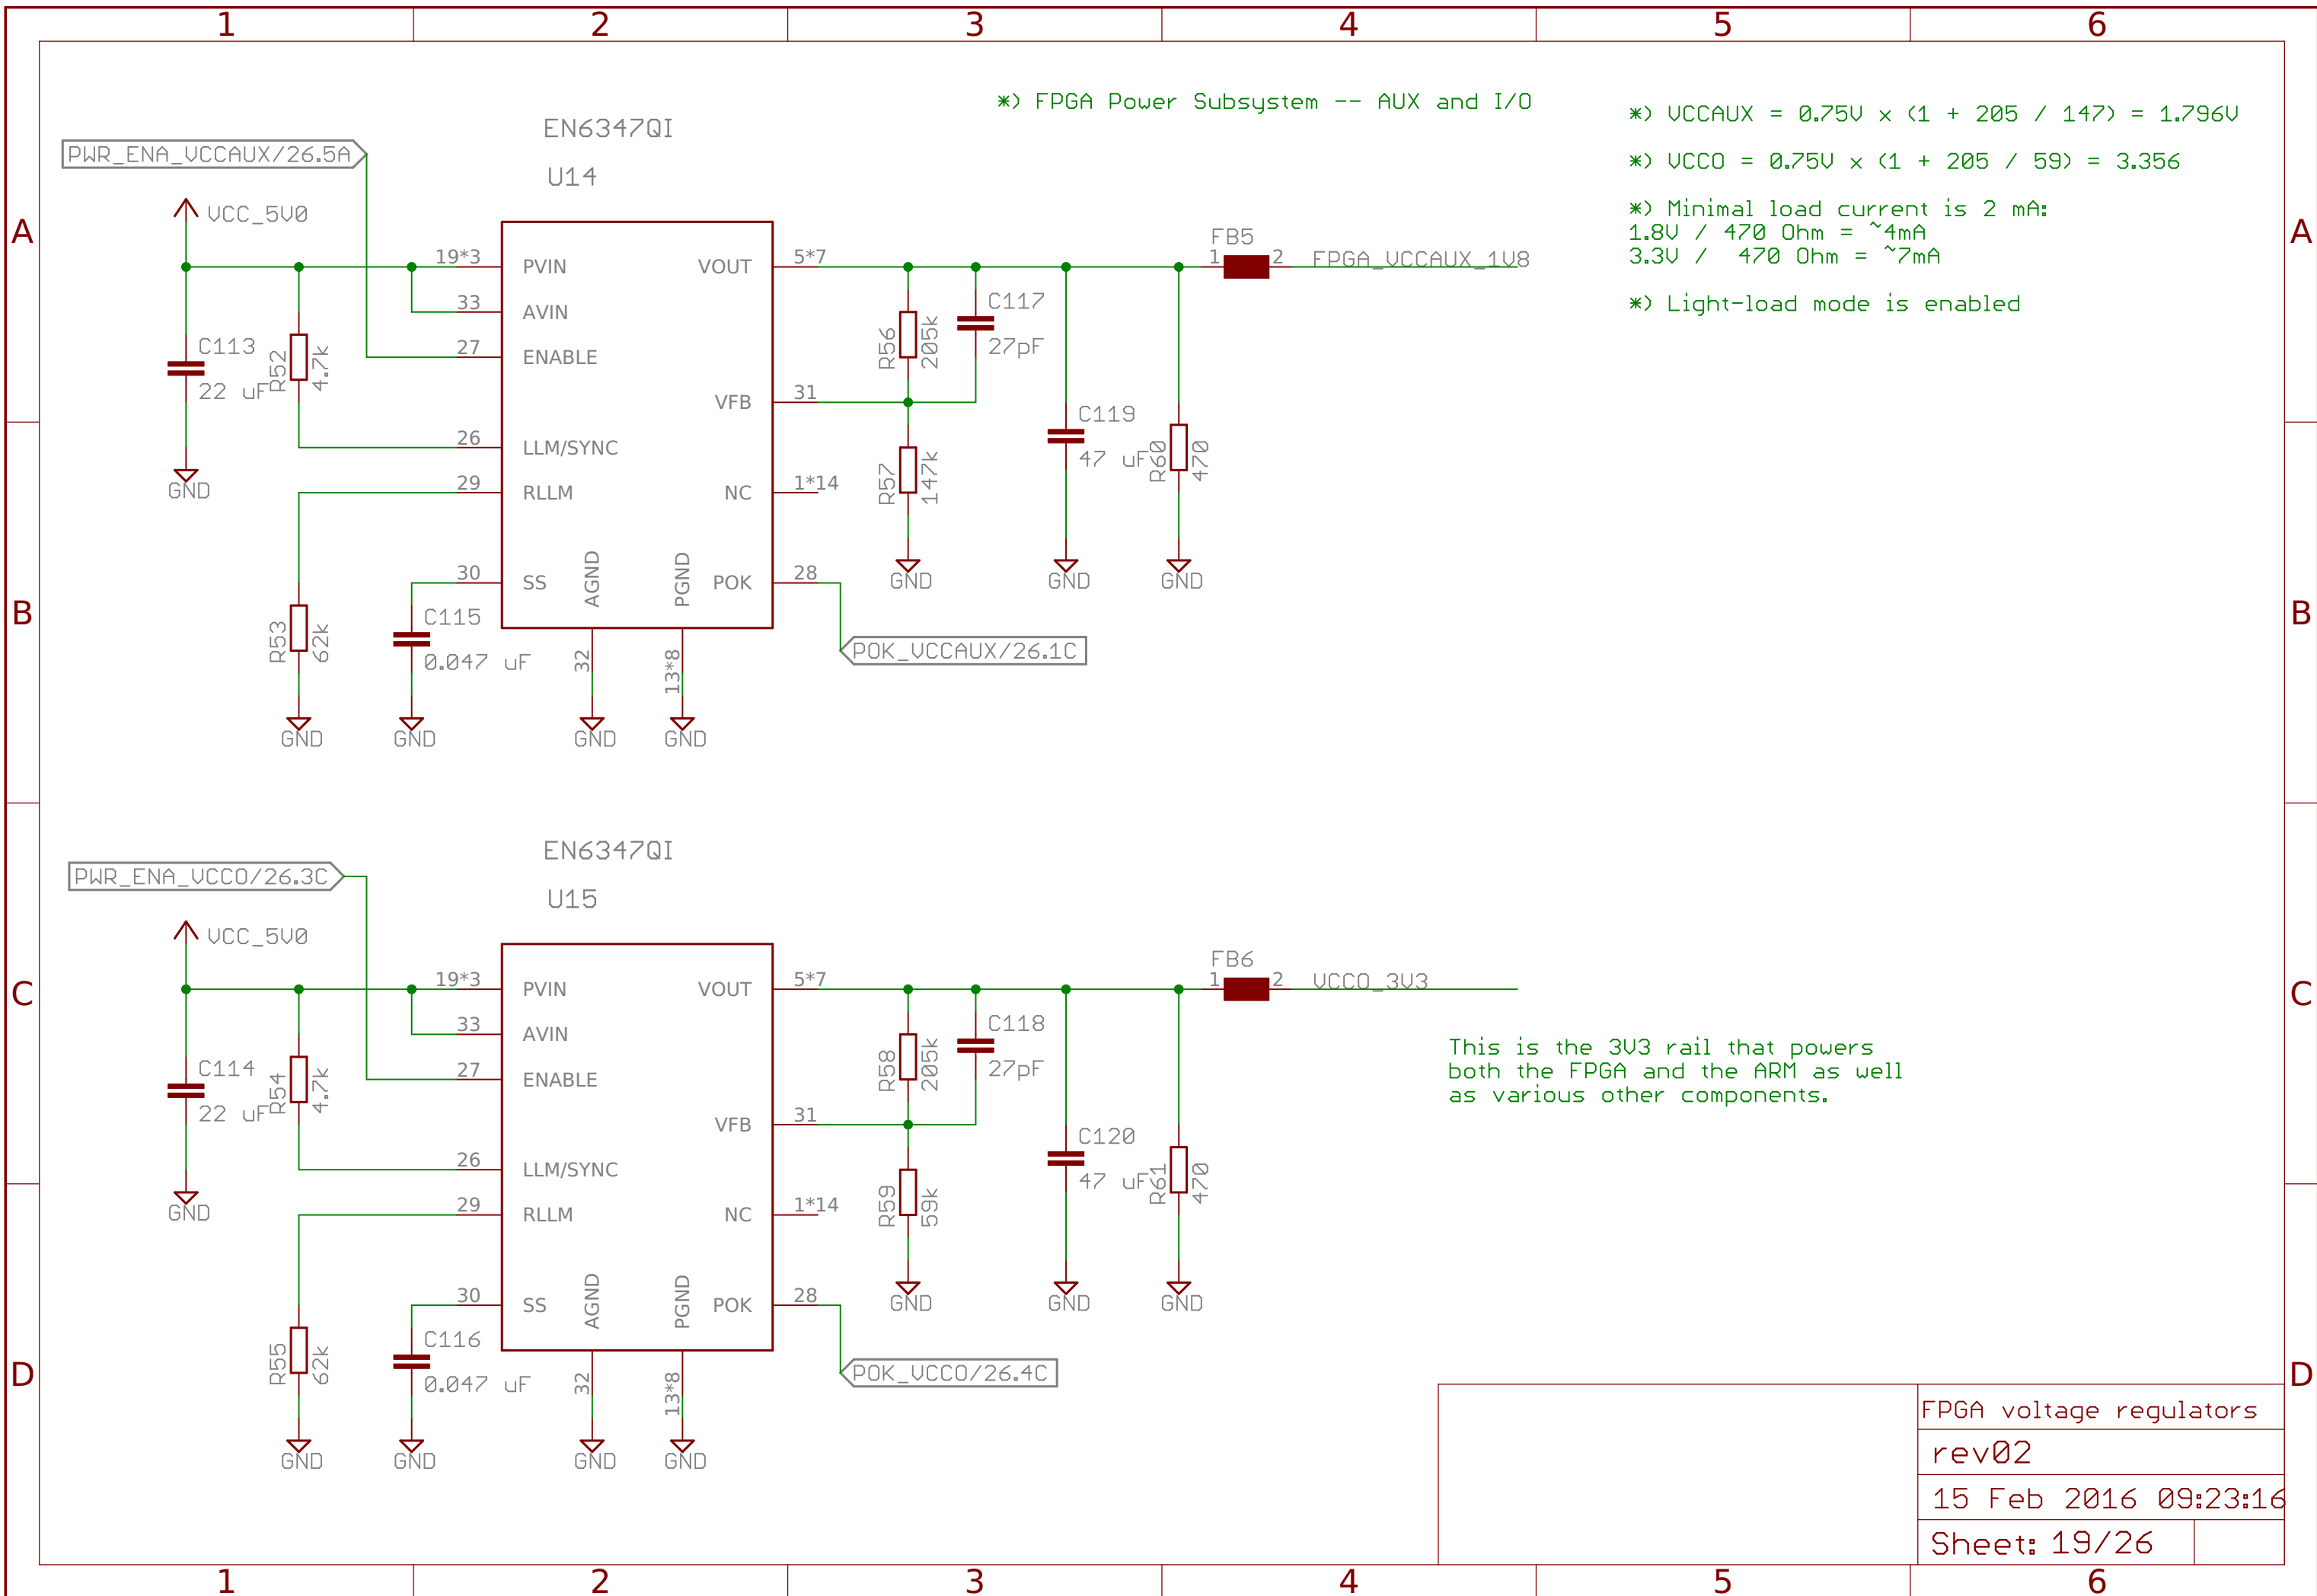 1 2 3 4 5 6
*) FPGA Power Subsystem -- AUX and I/O
*) VCCAUX = 0.75V x (1 + 205 / 147) = 1.796V
*) VCCO = 0.75V x (1 + 205 / 59) = 3.356
*) Minimal load current is 2 mA:
1.8V / 470 Ohm = ~4mA
3.3V /  470 Ohm = ~7mA
*) Light-load mode is enabled
A
A
EN6347QI
U14
PWR_ENA_VCCAUX/26.5A
VCC_5V0
19*3 PVIN
33 AVIN
27 ENABLE
26 LLM/SYNC
29 RLLM
30 SS
AGND
32
PGND
13*8
VOUT 5*7
VFB 31
NC 1*14
POK 28
C113
22 uF
R52
4.7k
GND
R53
62k
GND
C115
0.047 uF
GND
GND
GND
R56
205k
C117
27pF
R57
147k
GND
C119
47 uF
GND
R60
470
GND
FB5
1 2
FPGA_VCCAUX_1V8
POK_VCCAUX/26.1C
B
B
EN6347QI
U15
PWR_ENA_VCCO/26.3C
VCC_5V0
19*3 PVIN
33 AVIN
27 ENABLE
26 LLM/SYNC
29 RLLM
30 SS
AGND
32
PGND
13*8
VOUT 5*7
VFB 31
NC 1*14
POK 28
C114
22 uF
R54
4.7k
GND
R55
62k
GND
C116
0.047 uF
GND
GND
GND
R58
205k
C118
27pF
R59
59k
GND
C120
47 uF
GND
R61
470
GND
FB6
1 2
VCCO_3V3
POK_VCCO/26.4C
C
C
This is the 3V3 rail that powers
both the FPGA and the ARM as well
as various other components.
D
D
FPGA voltage regulators
rev02
15 Feb 2016 09:23:16
Sheet: 19/26
1 2 3 4 5 6